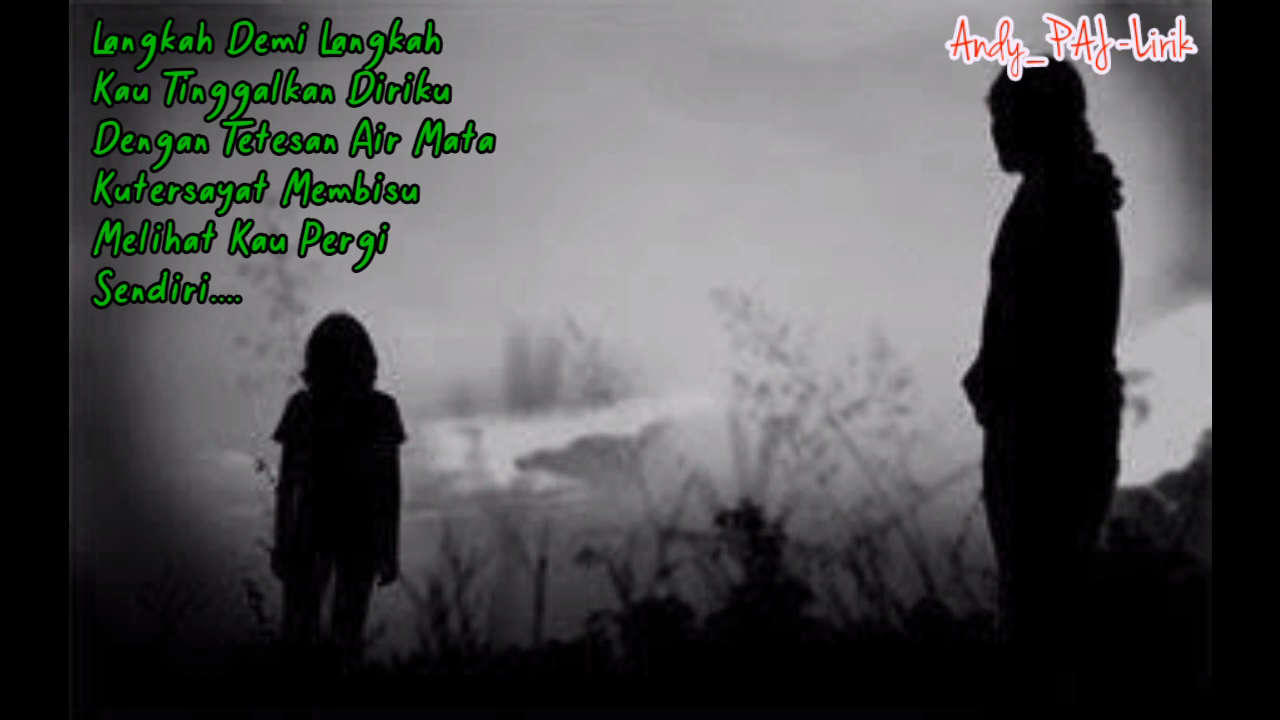 Langkah Demi Langkah
Kau Tinggalkan Diriku
Dengan Tetesan Air Mata
Kutersayat Membisu
Melihat Kau Pergi
Sendiri....
Andy_PAJ-Lirik